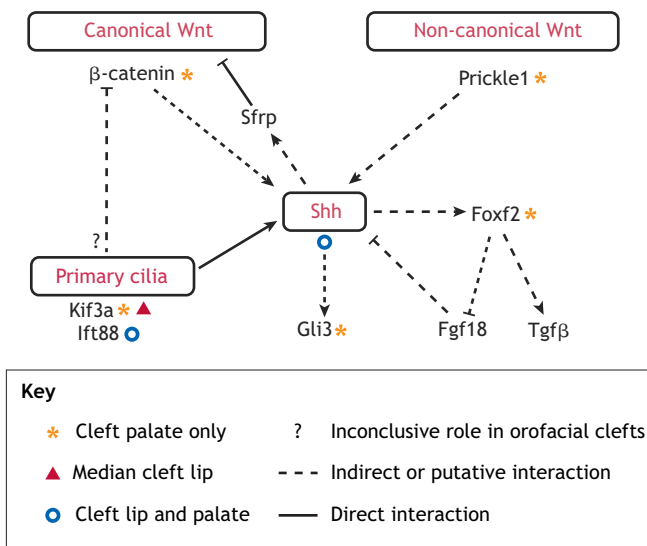 Canonical Wnt
Non-canonical Wnt
β-catenin *
Prickle1 *
Sfrp
Shh
Foxf2 *
?
Primary cilia
Kif3a *
Ift88
Gli3 *
Fgf18
Tgfβ
Key
* Cleft palate only
? Inconclusive role in orofacial clefts
Median cleft lip
Indirect or putative interaction
Cleft lip and palate
Direct interaction